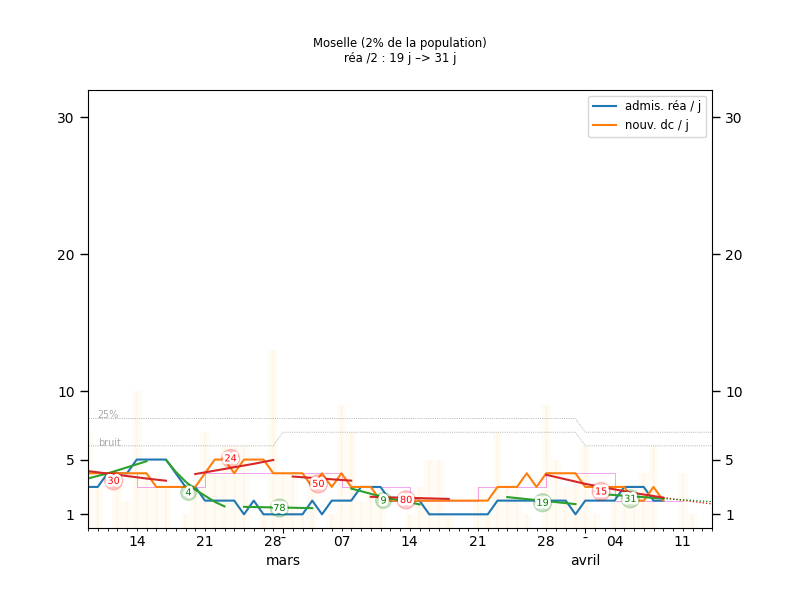 Moselle (2% de la population)
réa /2 : 19 j –> 31 j
admis. réa / j
nouv. dc / j
30 30
20 20
10 10
5 5
1 1
25%
bruit
30 4 24 78 50 9 80 19 15 31
14 21 28 07 14 21 28 04 11
mars avril